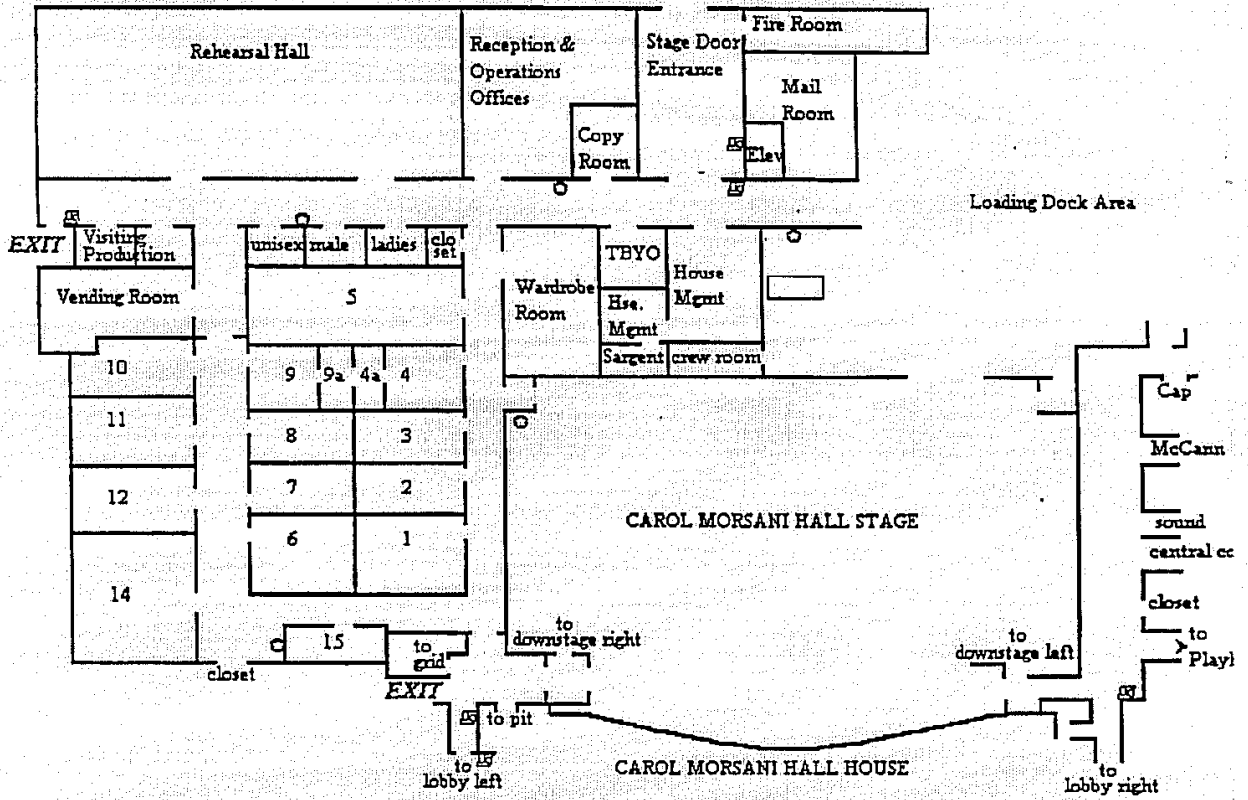 Rehearsal Hall
Reception &
Operations
Offices
Stage Door
Entrance
Fire Room
Mail
Room
Copy
Room
Elev
Loading Dock Area
EXIT
Visiting
Production
unisex
male
ladies
clo
set
Vending Room
5
Wardrobe
Room
TBYO
House
Mgmt
Hse.
Mgmt
Sargent
crew room
10
9
9a
4a
4
Cap
11
8
3
McCann
12
7
2
CAROL MORSANI HALL STAGE
sound
central cc
6
1
14
closet
15
to
grid
to
downstage right
to
downstage left
to
Playh
closet
EXIT
to pit
to
lobby left
CAROL MORSANI HALL HOUSE
to
lobby right